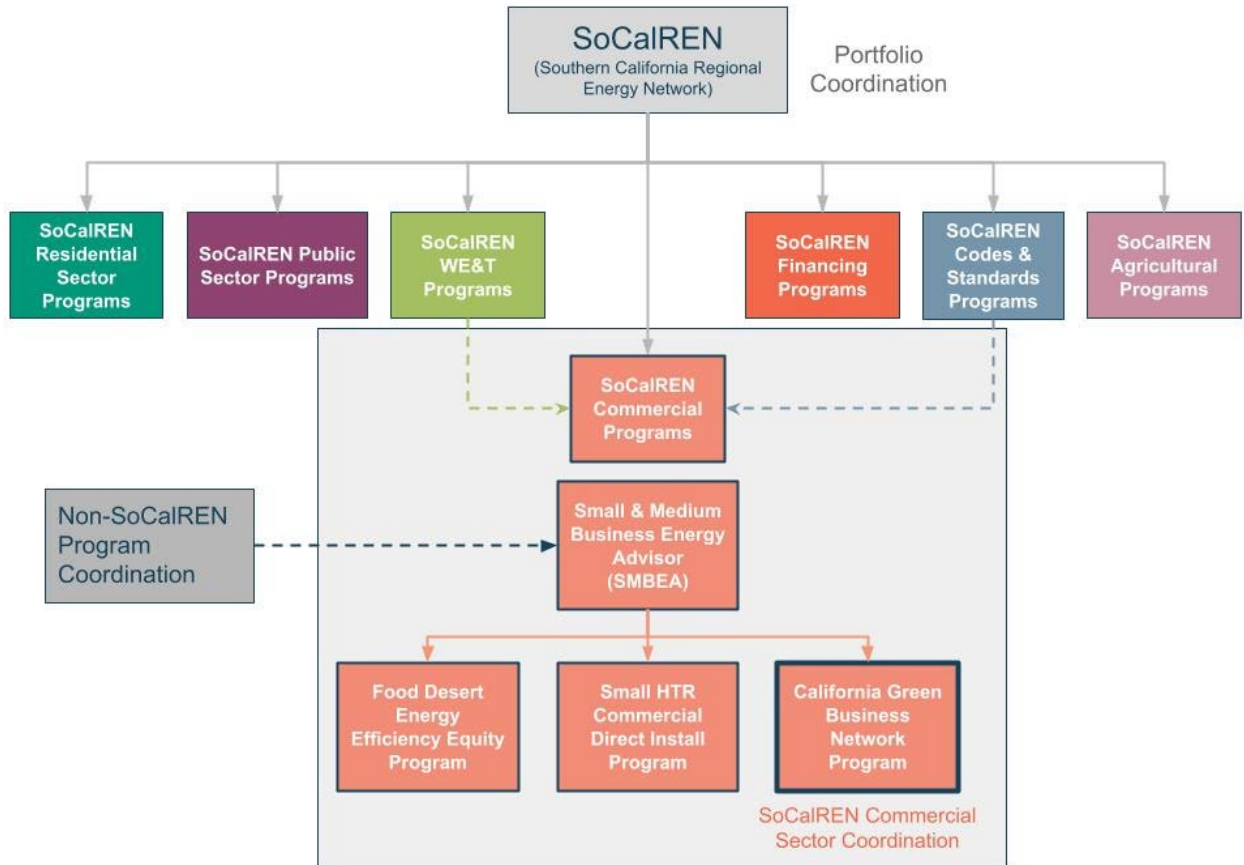 SoCalREN
(Southern California Regional
Energy Network)
Portfolio
Coordination
SoCalREN
Residential
Sector
Programs
SoCalREN Public
Sector Programs
SoCalREN
WE&T
Programs
SoCalREN
Financing
Programs
SoCalREN
Codes &
Standards
Programs
SoCalREN
Agricultural
Programs
SoCalREN
Commercial
Programs
Non-SoCalREN
Program
Coordination
Small & Medium
Business Energy
Advisor
(SMBEA)
Food Desert
Energy
Efficiency Equity
Program
Small HTR
Commercial
Direct Install
Program
California Green
Business
Network
Program
SoCalREN Commercial
Sector Coordination